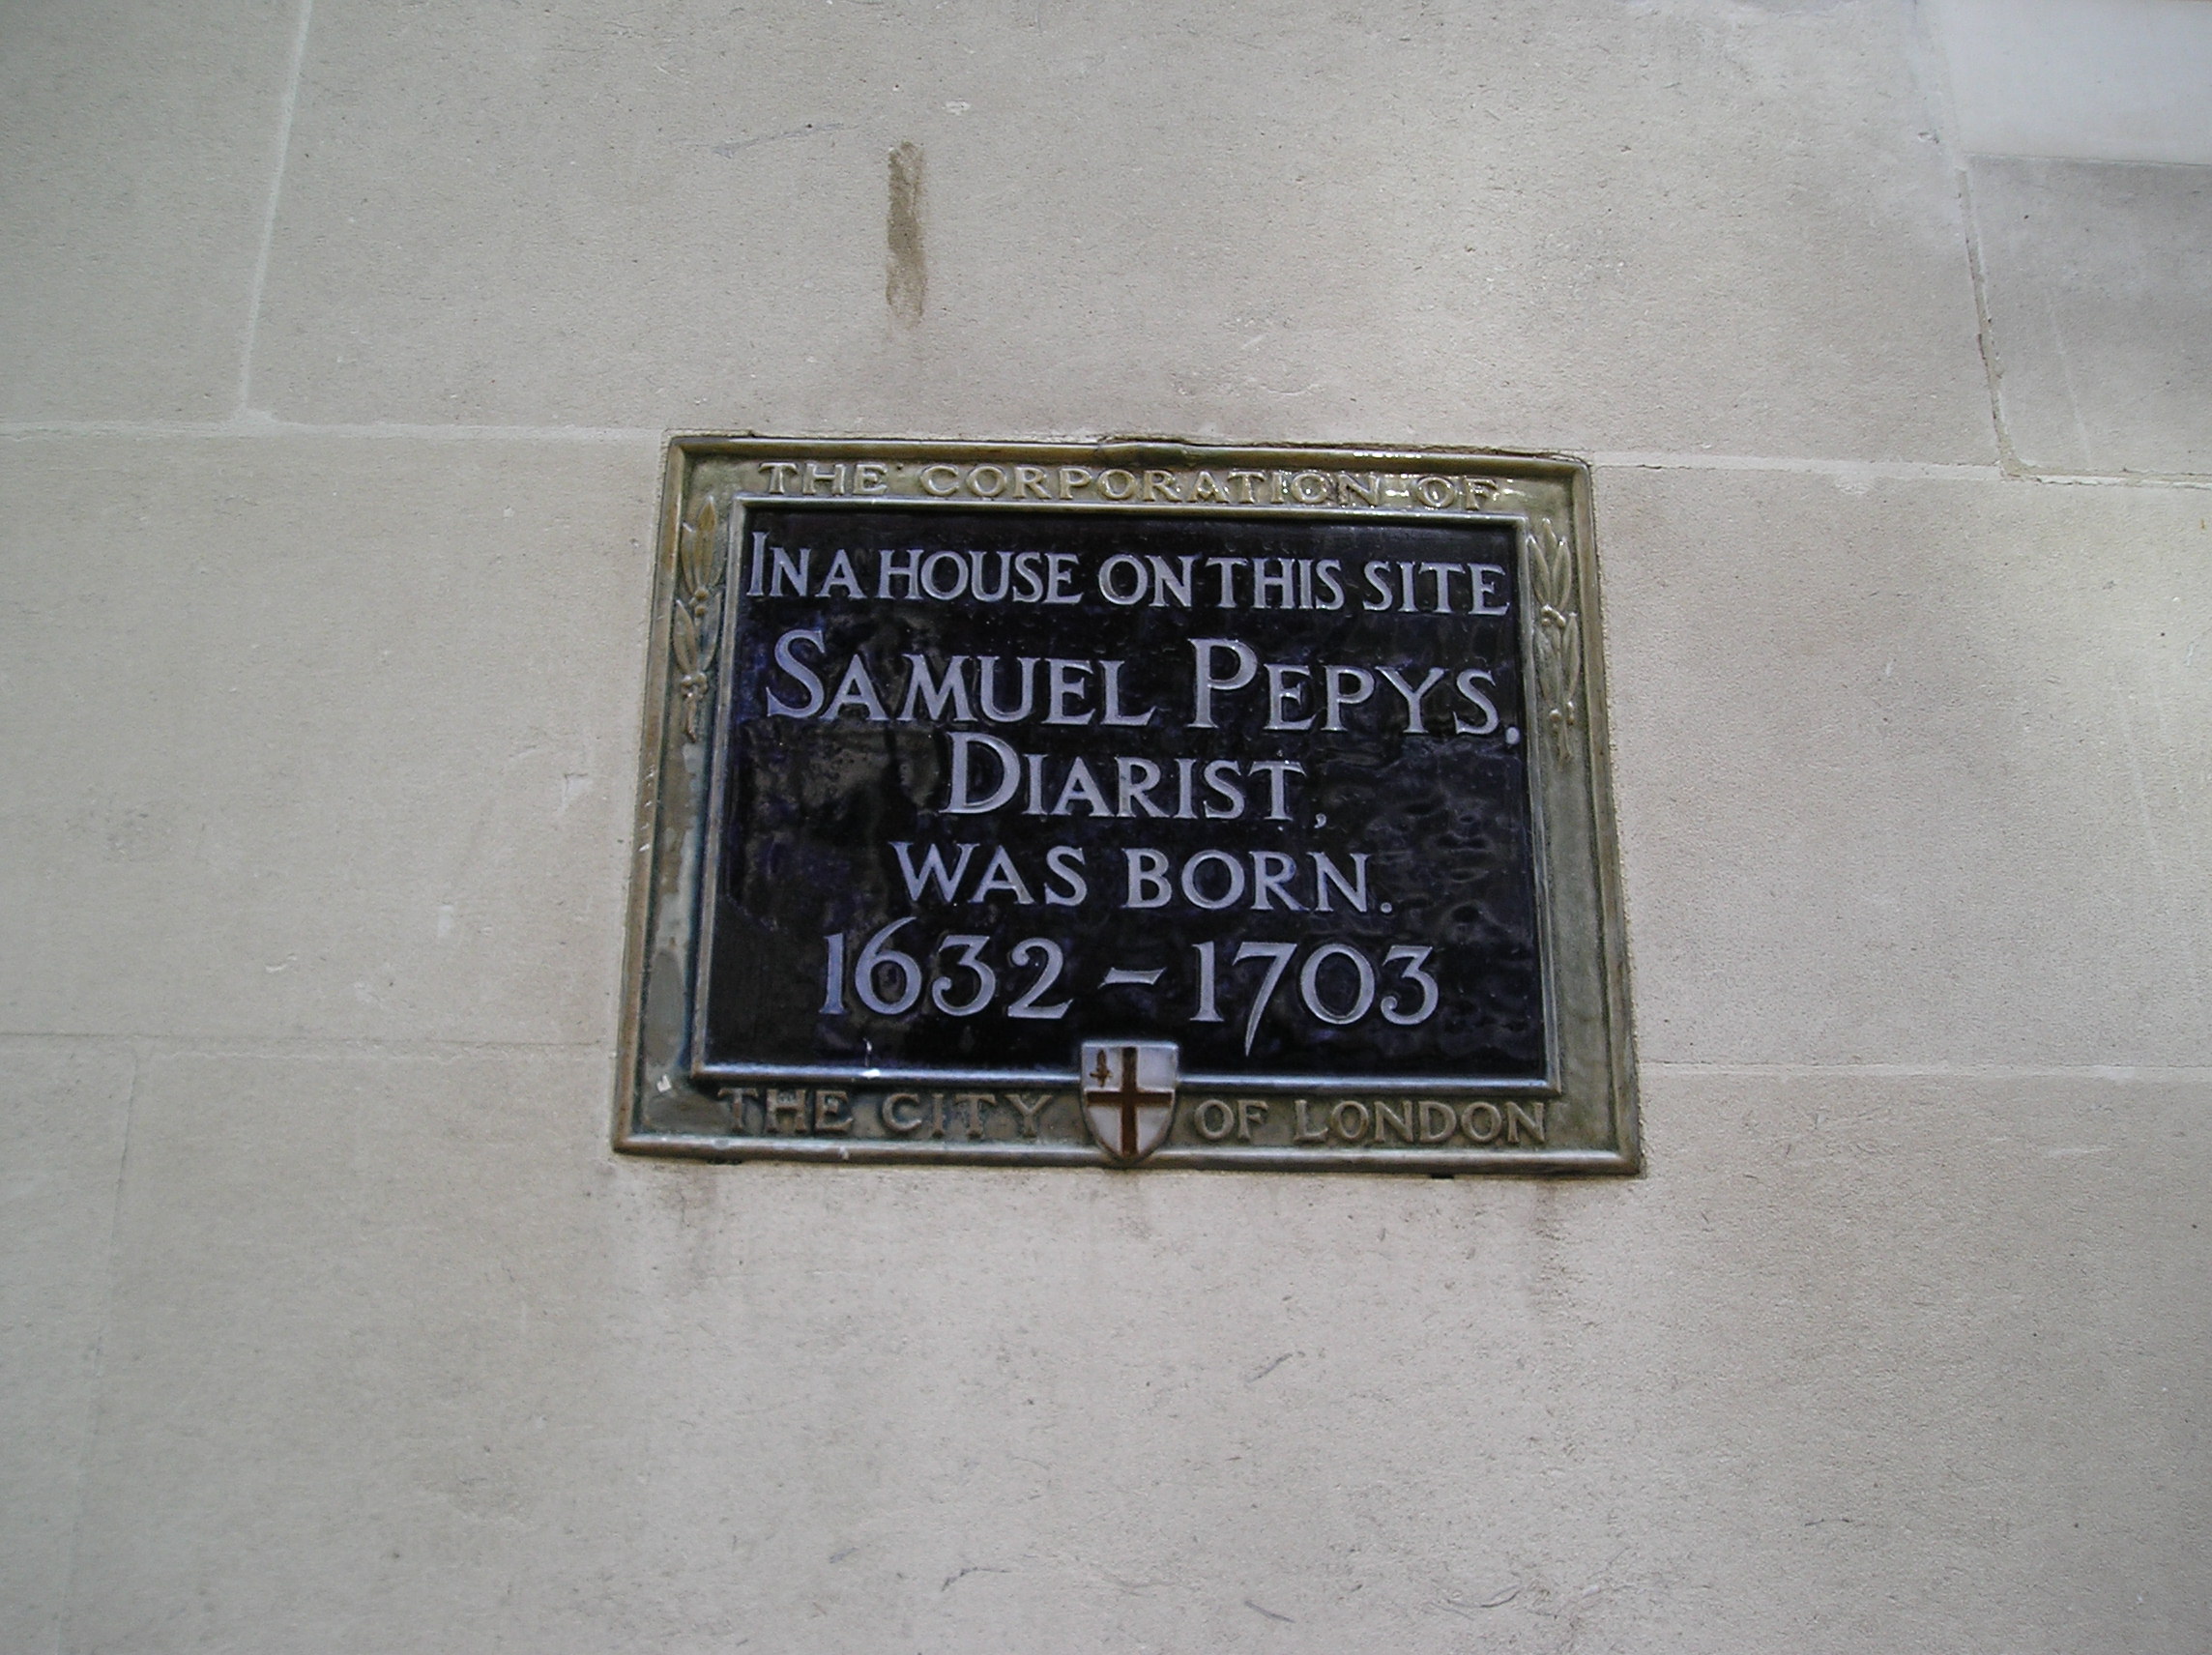 THE CORPORATION OF
IN A HOUSE ON THIS SITE
SAMUEL PEPYS,
DIARIST,
WAS BORN.
1632 – 1703
THE CITY OF LONDON